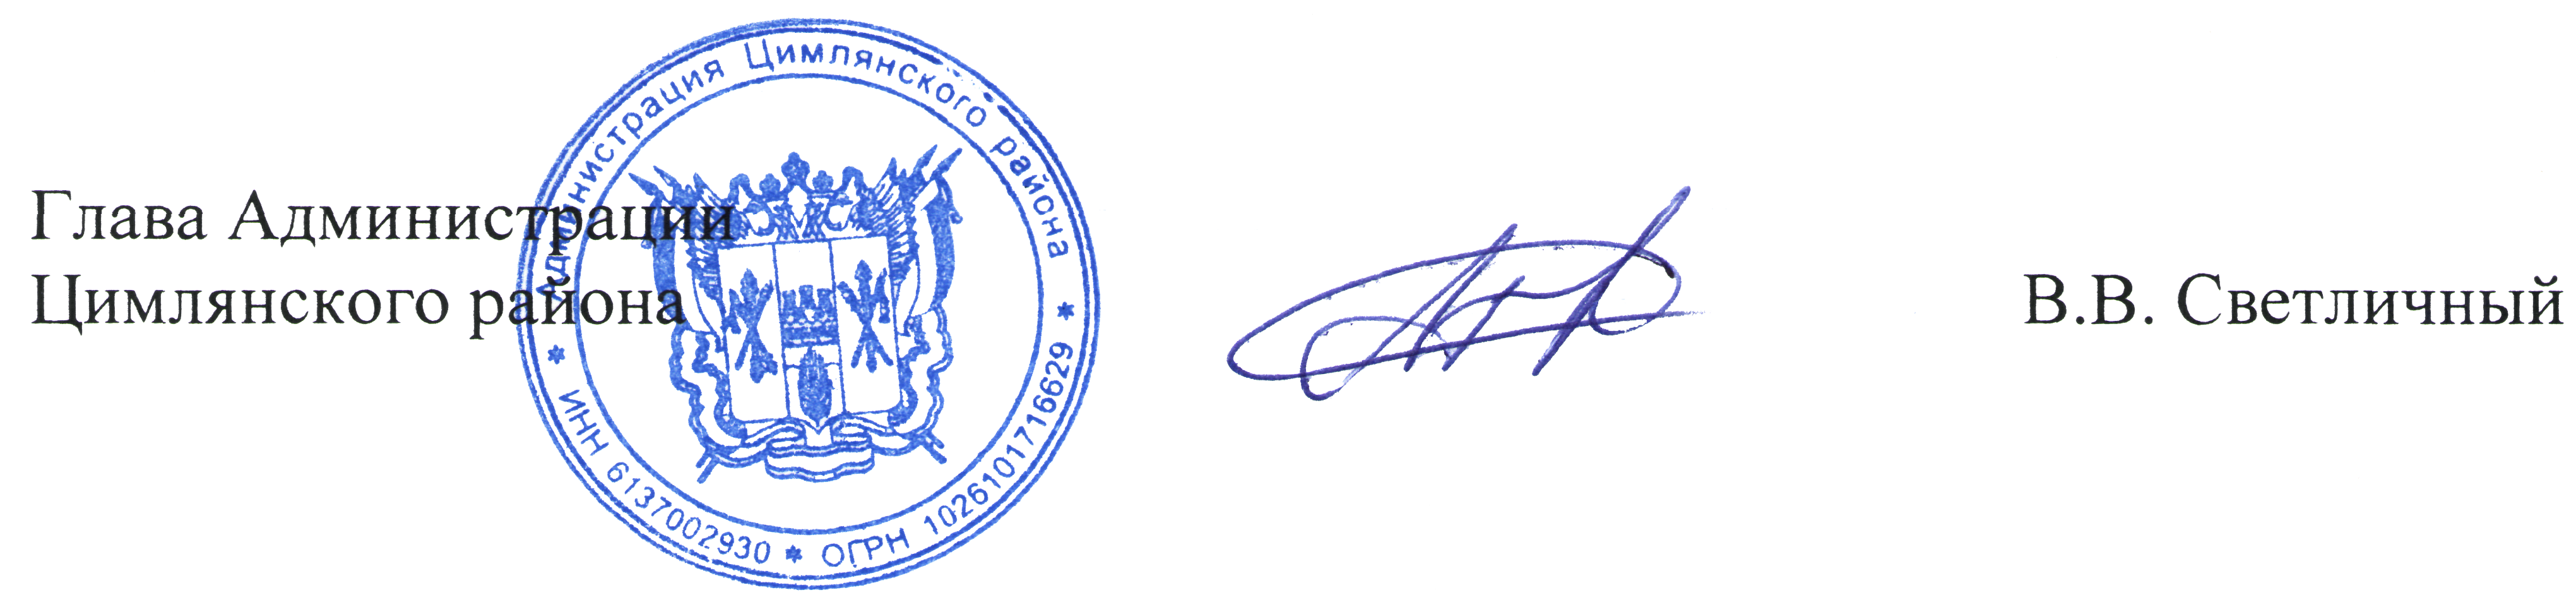 Глава Администрации
Цимлянского района
В.В. Светличный
Администрация Цимлянского района
* ИНН 6137002930 * ОГРН 1026101716629 *